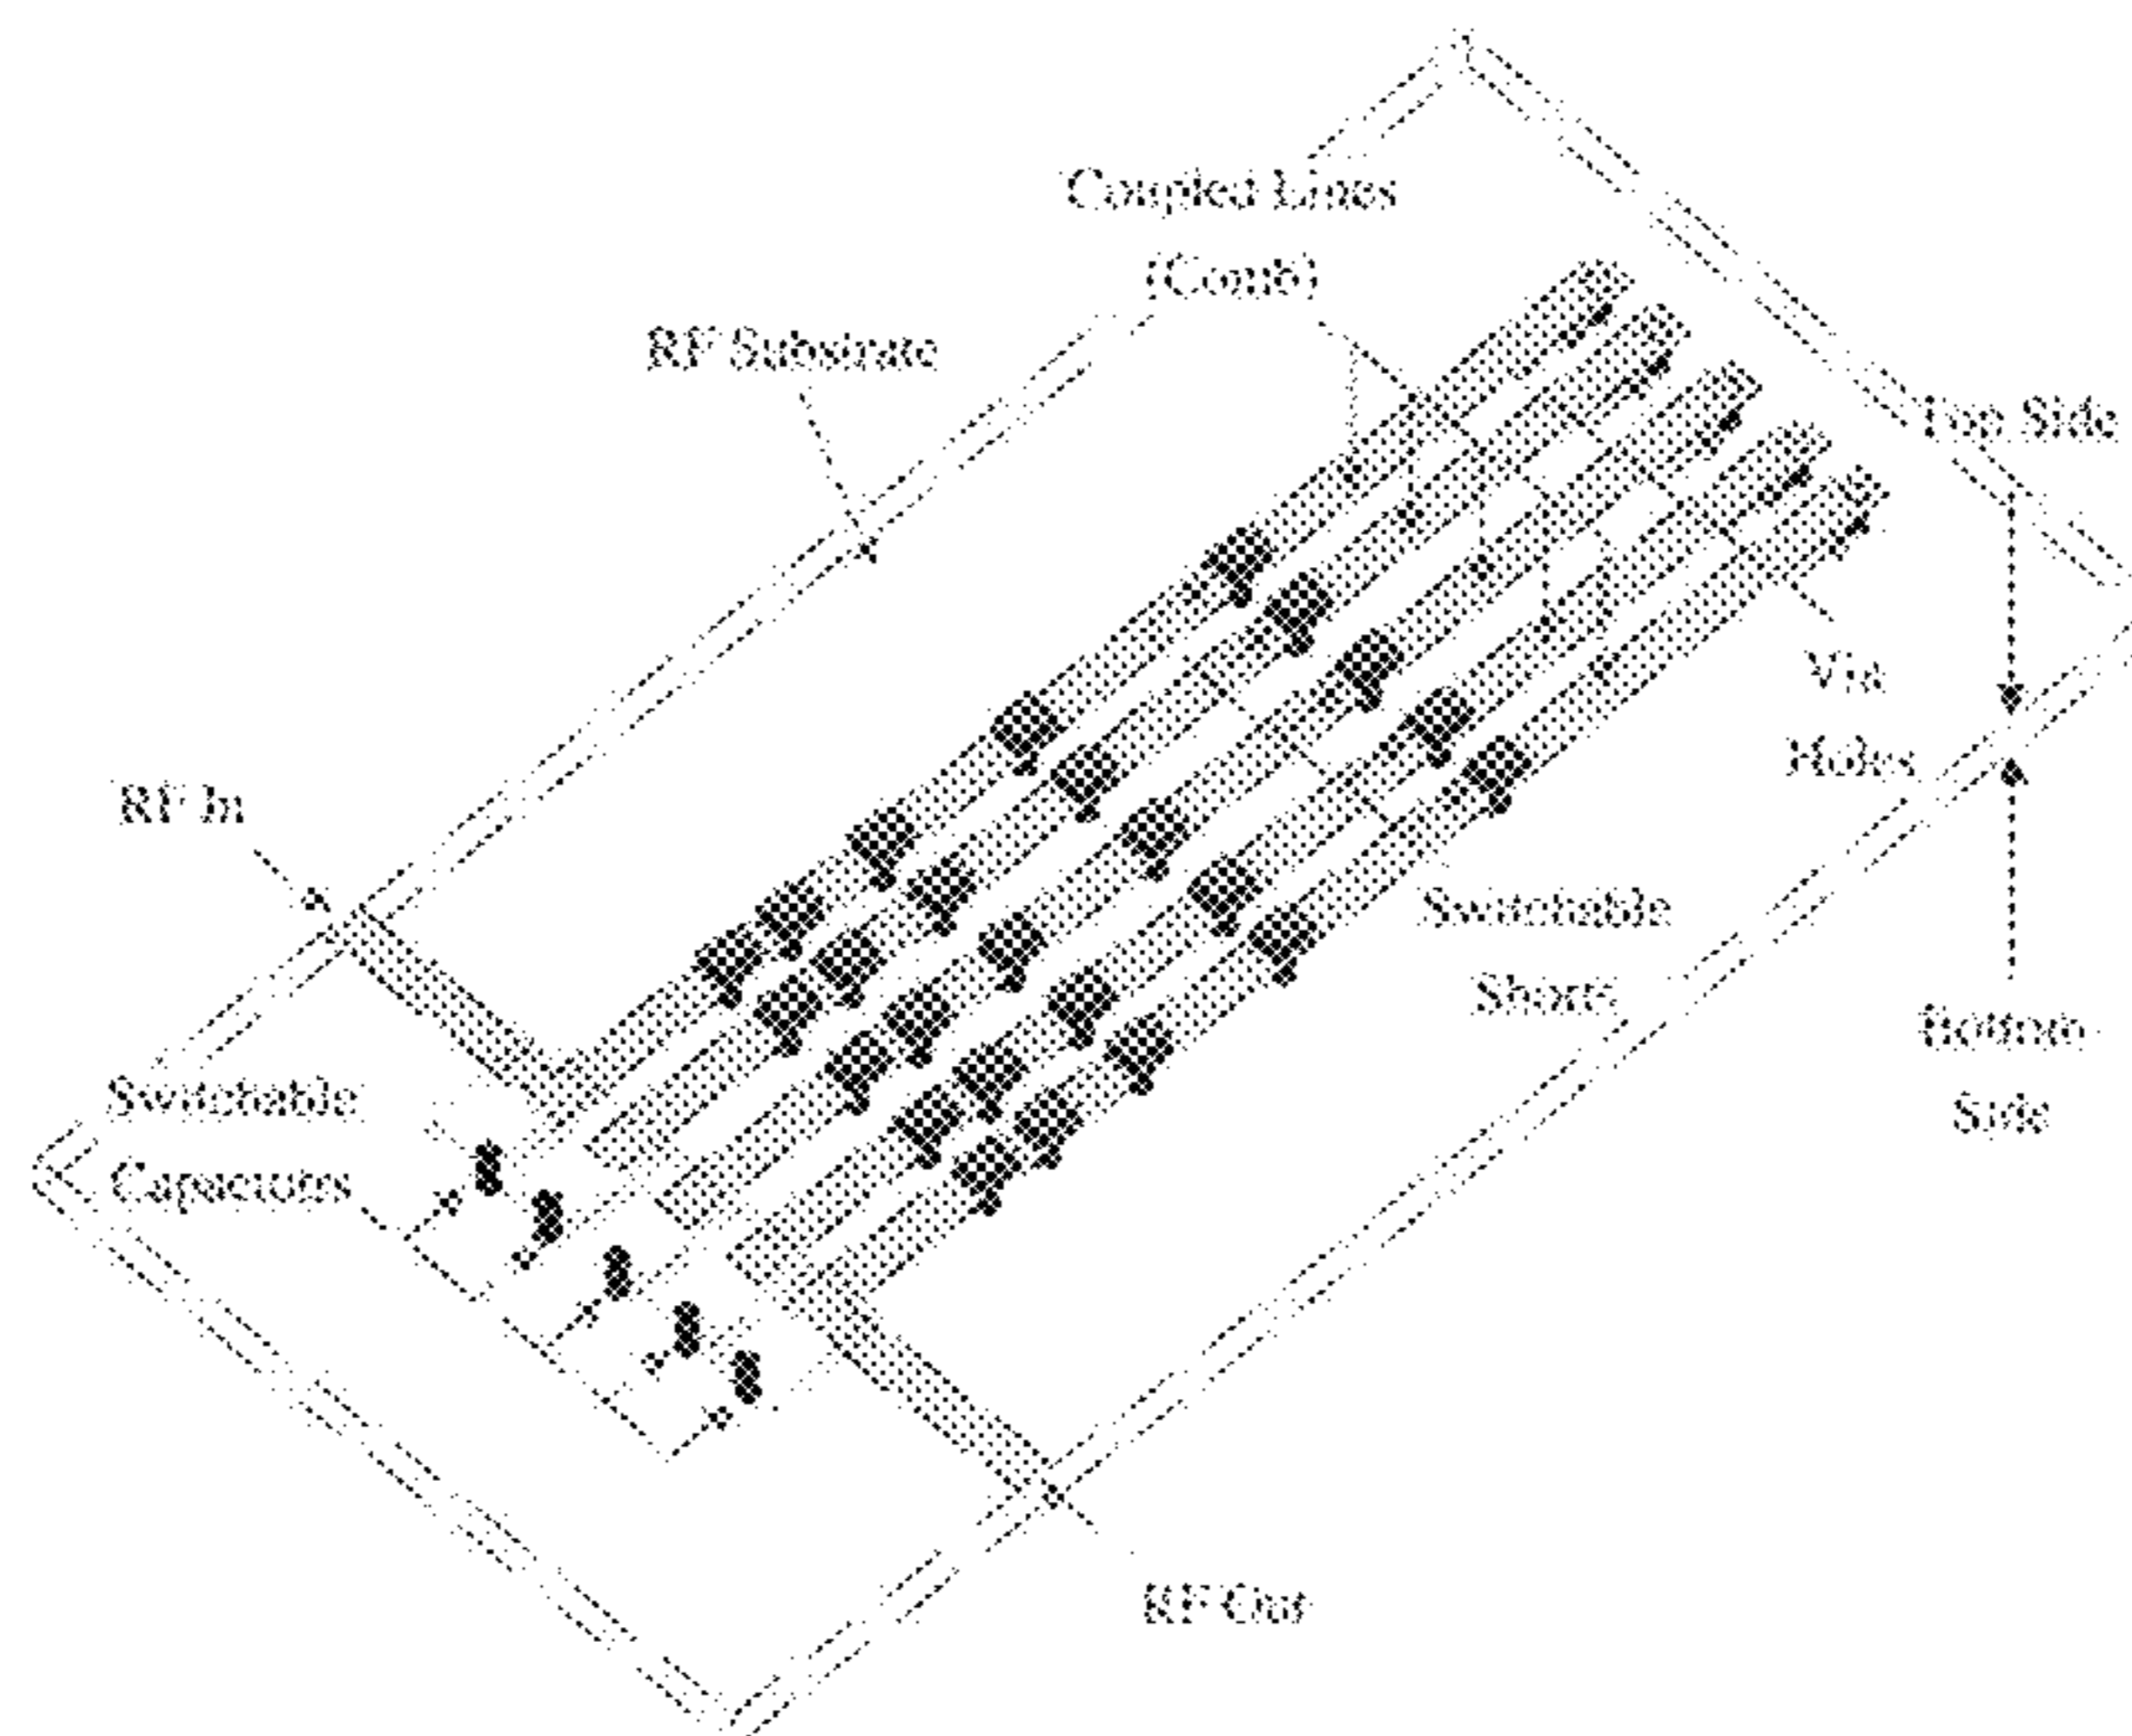 Coupled Lines
(Comb)
RF Substrate
Top Side
Via
Holes
RF In
Switchable
Shorts
Bottom
Side
Switchable
Capacitors
RF Out